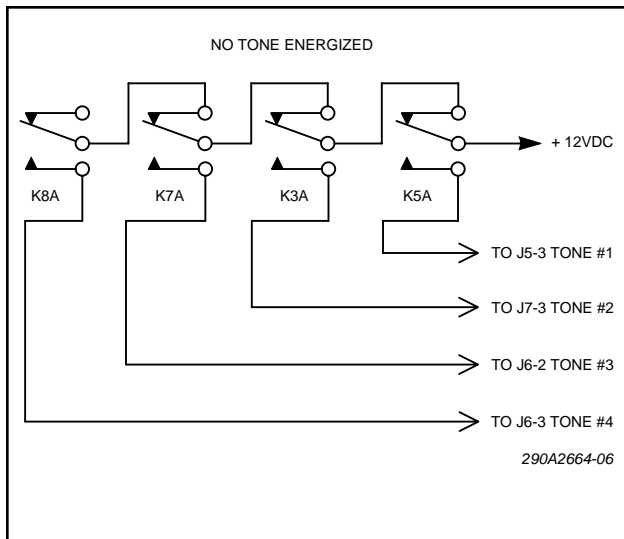 NO TONE ENERGIZED
+ 12VDC
K8A
K7A
K3A
K5A
TO J5-3 TONE #1
TO J7-3 TONE #2
TO J6-2 TONE #3
TO J6-3 TONE #4
290A2664-06